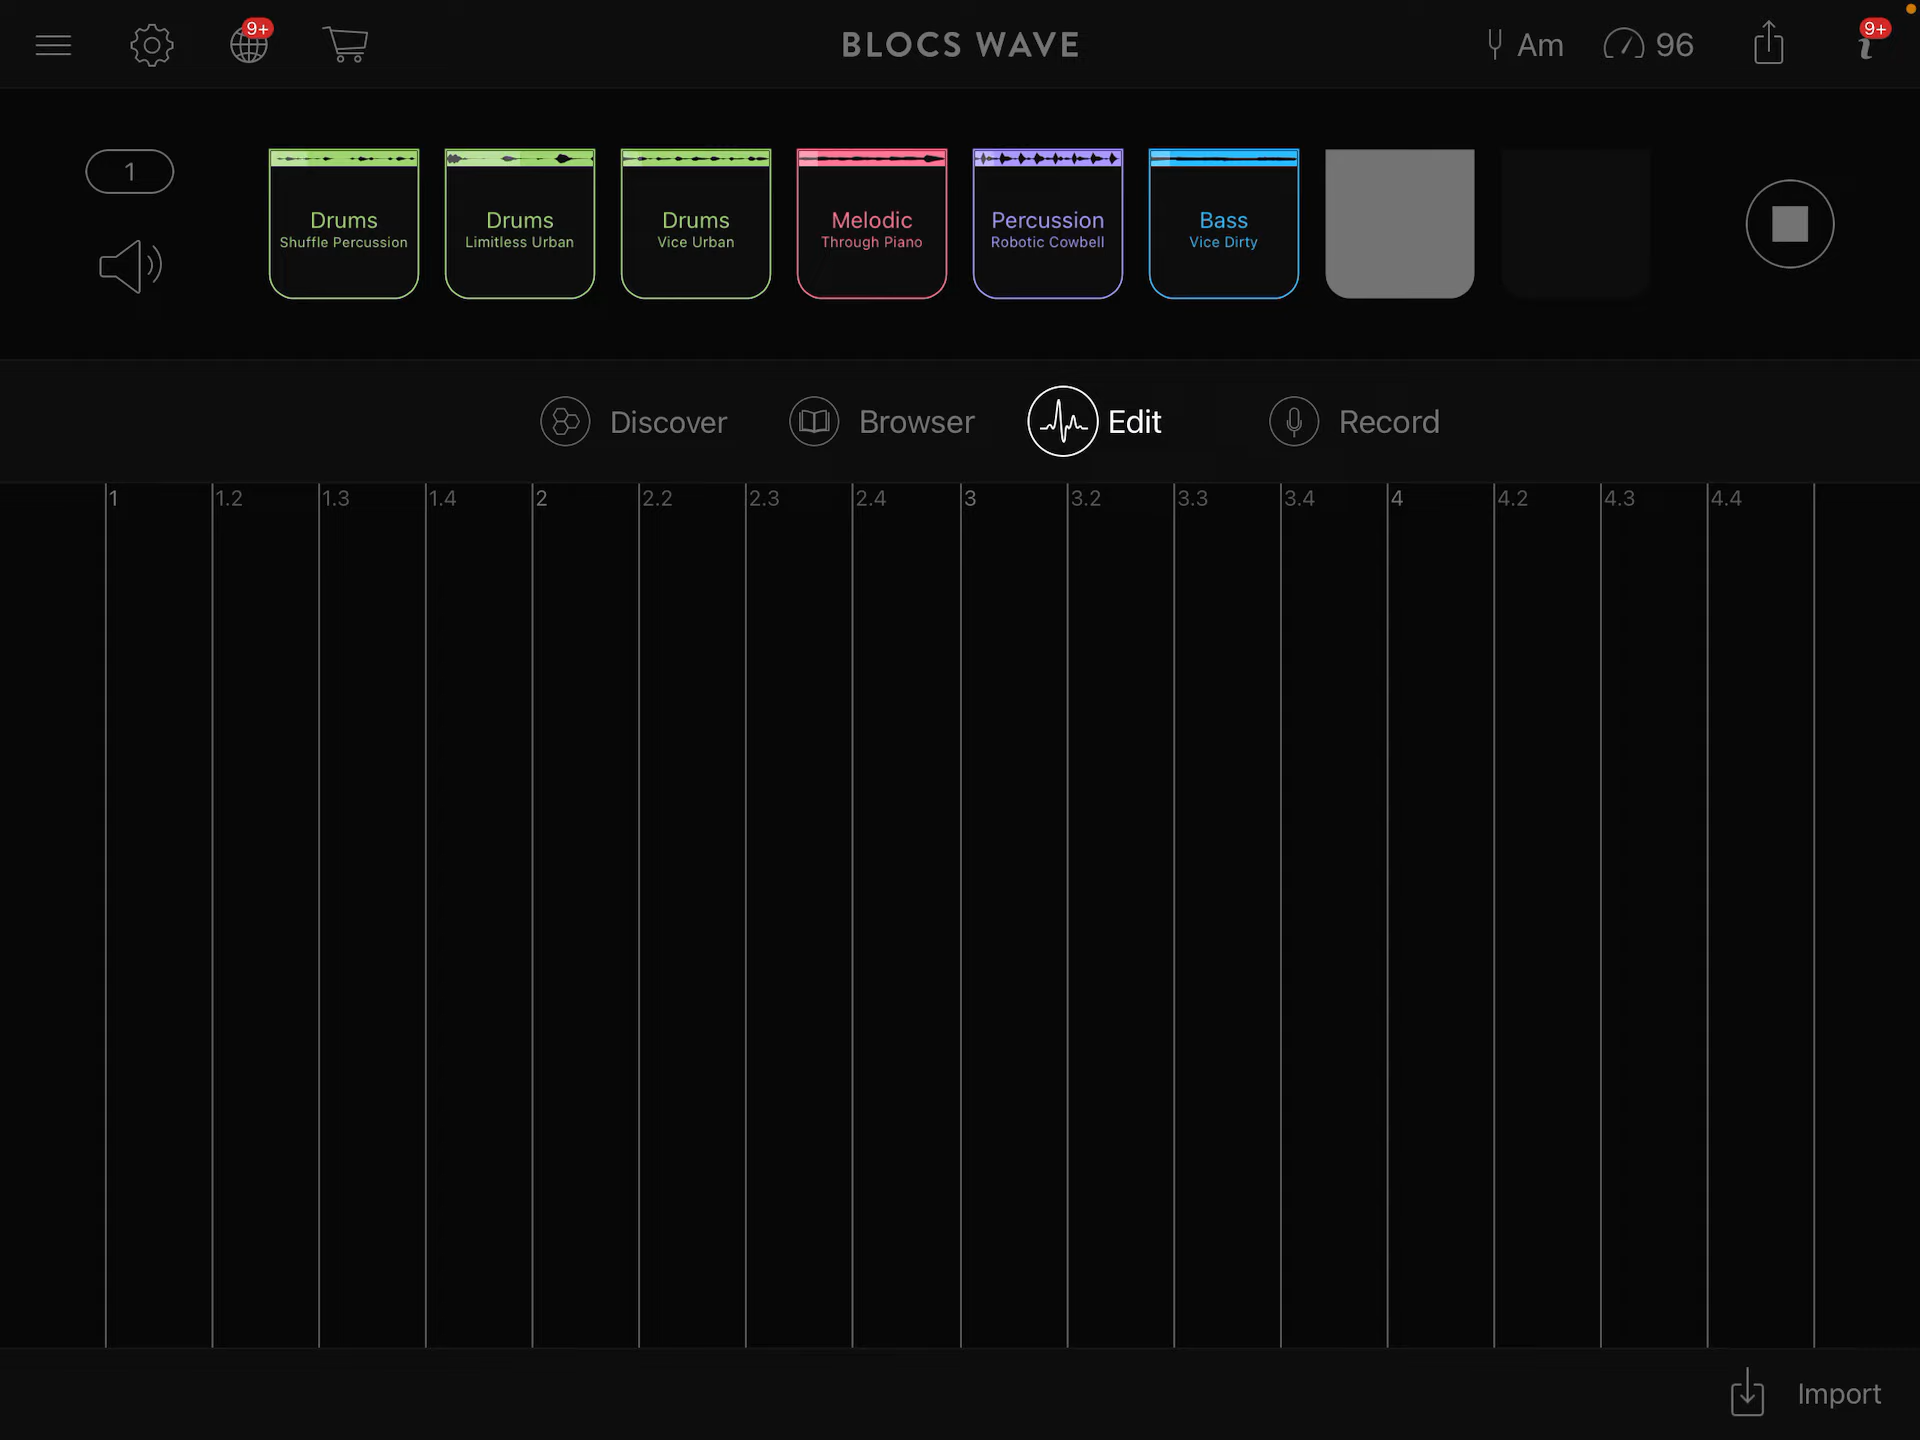 9+
BLOCS WAVE
Am
96
9+
1
Drums
Shuffle Percussion
Drums
Limitless Urban
Drums
Vice Urban
Melodic
Through Piano
Percussion
Robotic Cowbell
Bass
Vice Dirty
Discover
Browser
Edit
Record
1 1.2 1.3 1.4 2 2.2 2.3 2.4 3 3.2 3.3 3.4 4 4.2 4.3 4.4
Import